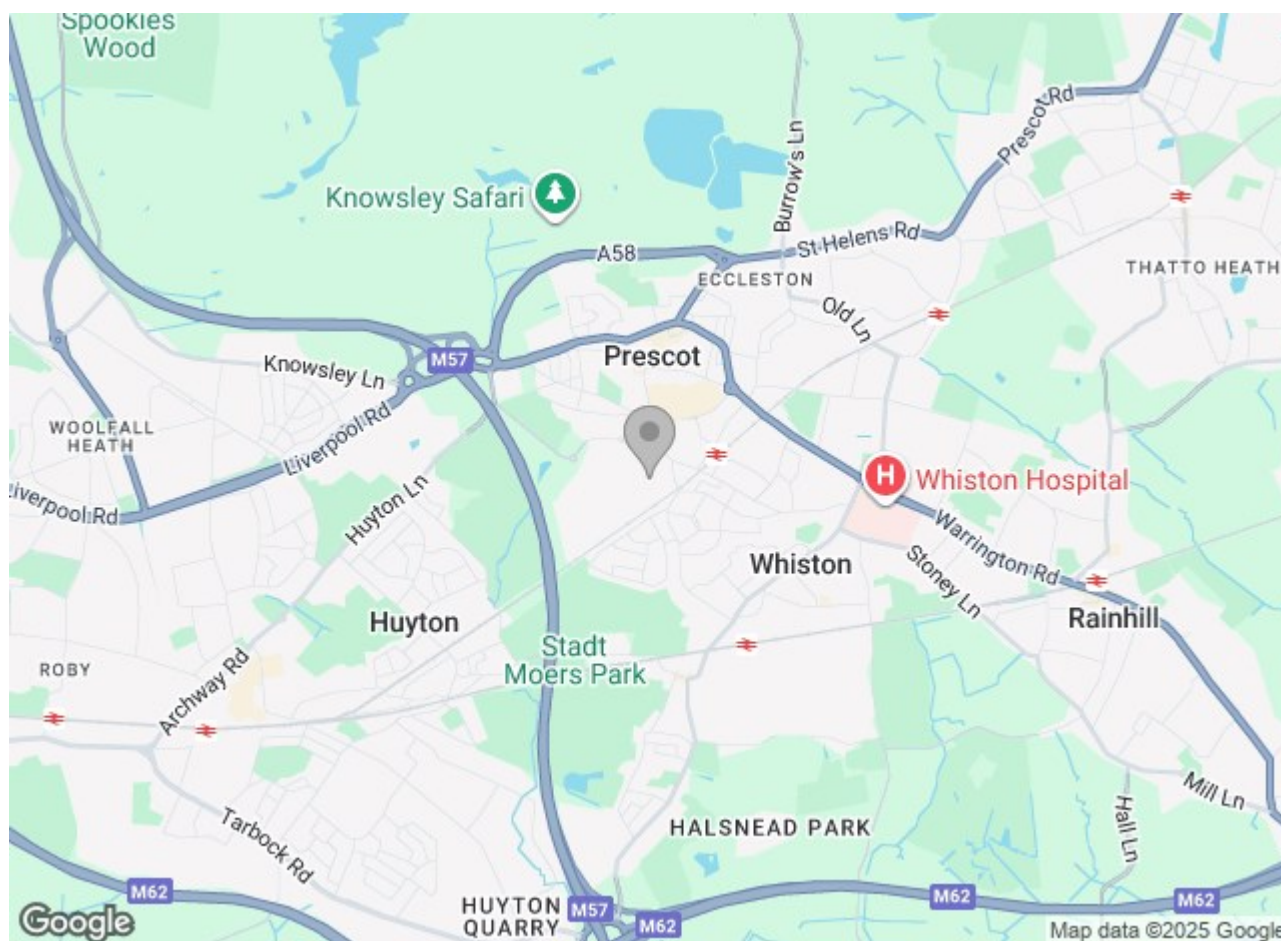 Spookies
Wood
Prescot Rd
Burrow's Ln
Knowsley Safari
St Helens Rd
A58
THATTO HEATH
ECCLESTON
Old Ln
M57
Prescot
Knowsley Ln
WOOLFALL
HEATH
Liverpool Rd
Liverpool Rd
H
Whiston Hospital
Huyton Ln
Warrington Rd
Whiston
Stoney Ln
Huyton
Rainhill
Stadt
Moers Park
ROBY
Archway Rd
Mill Ln
Hall Ln
Tarbock Rd
HALSNEAD PARK
M62
M62
M62
HUYTON
QUARRY
M57
M62
Google
Map data ©2025 Google